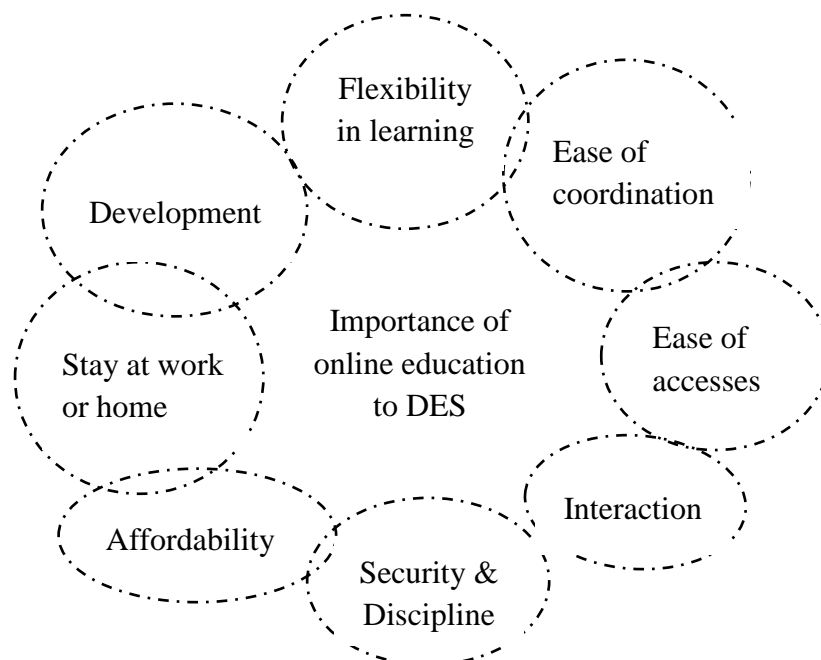 Flexibility
in learning
Ease of
coordination
Development
Importance of
online education
to DES
Ease of
accesses
Stay at work
or home
Interaction
Affordability
Security &
Discipline